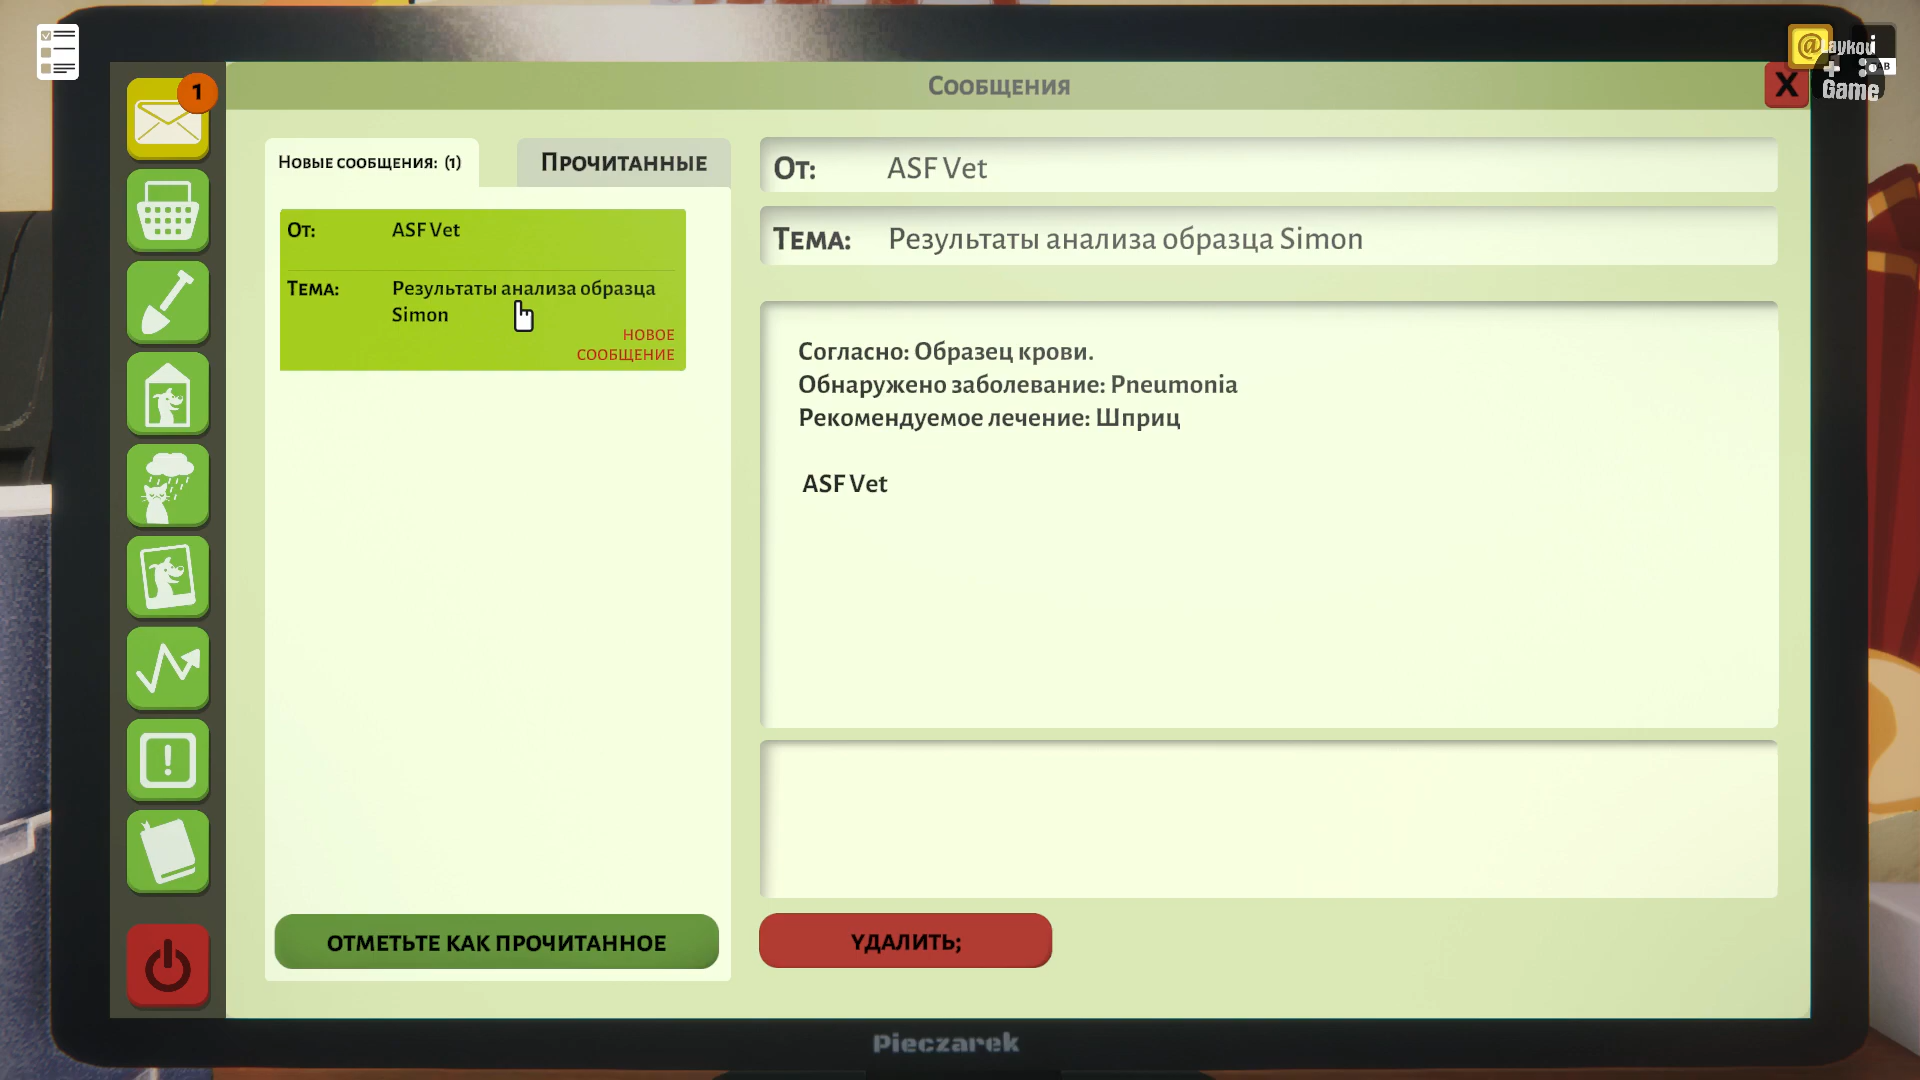 1
Сообщения
X
@
Laykou
AB
Game
Новые сообщения: (1)
Прочитанные
От: ASF Vet
Тема: Результаты анализа образца
Simon
НОВОЕ
СООБЩЕНИЕ
От: ASF Vet
Тема: Результаты анализа образца Simon
Согласно: Образец крови.
Обнаружено заболевание: Pneumonia
Рекомендуемое лечение: Шприц
ASF Vet
ОТМЕТЬТЕ КАК ПРОЧИТАННОЕ
УДАЛИТЬ;
Pieczarek